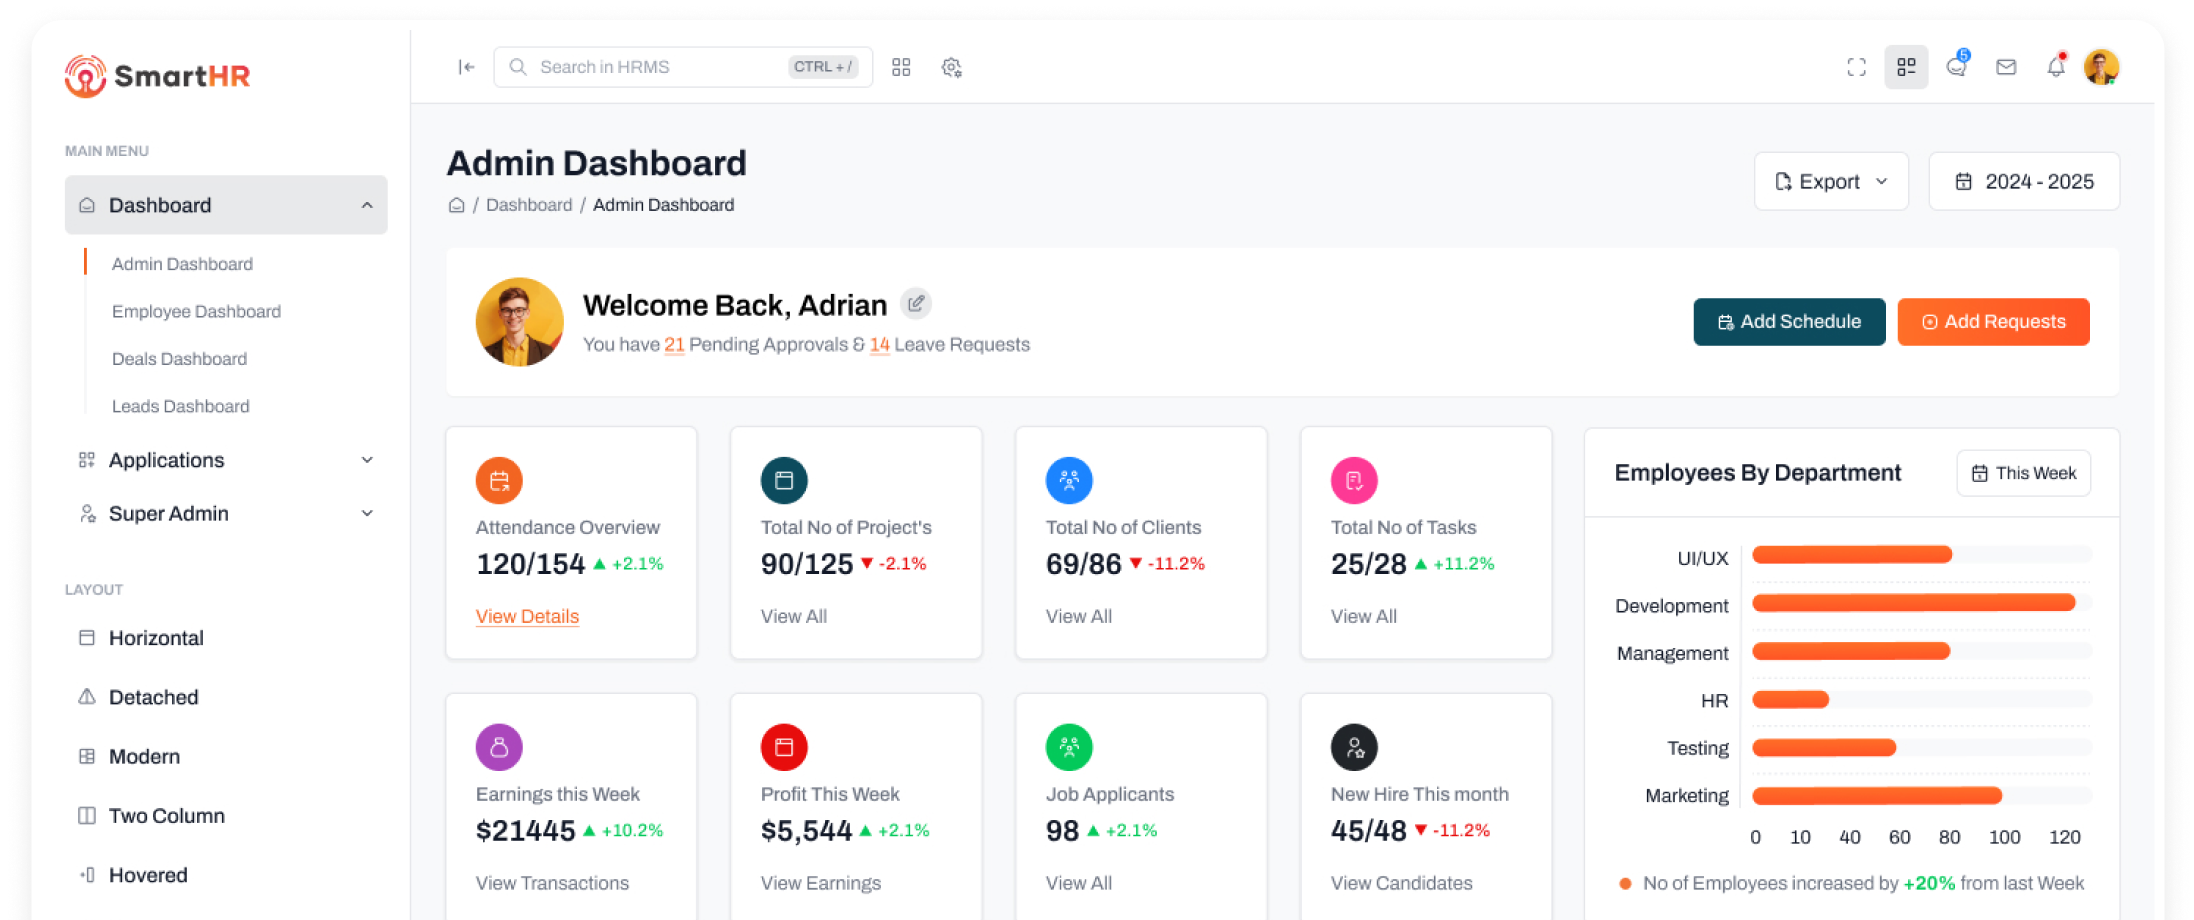 SmartHR
Search in HRMS
CTRL + /
5
MAIN MENU
Dashboard
Admin Dashboard
Employee Dashboard
Deals Dashboard
Leads Dashboard
Applications
Super Admin
LAYOUT
Horizontal
Detached
Modern
Two Column
Hovered
Admin Dashboard
/ Dashboard / Admin Dashboard
Export
2024 - 2025
Welcome Back, Adrian
You have 21 Pending Approvals & 14 Leave Requests
Add Schedule
Add Requests
Attendance Overview
120/154 ▲ +2.1%
View Details
Total No of Project's
90/125 ▼ -2.1%
View All
Total No of Clients
69/86 ▼ -11.2%
View All
Total No of Tasks
25/28 ▲ +11.2%
View All
Earnings this Week
$21445 ▲ +10.2%
View Transactions
Profit This Week
$5,544 ▲ +2.1%
View Earnings
Job Applicants
98 ▲ +2.1%
View All
New Hire This month
45/48 ▼ -11.2%
View Candidates
Employees By Department
This Week
UI/UX
Development
Management
HR
Testing
Marketing
0 10 40 60 80 100 120
No of Employees increased by +20% from last Week